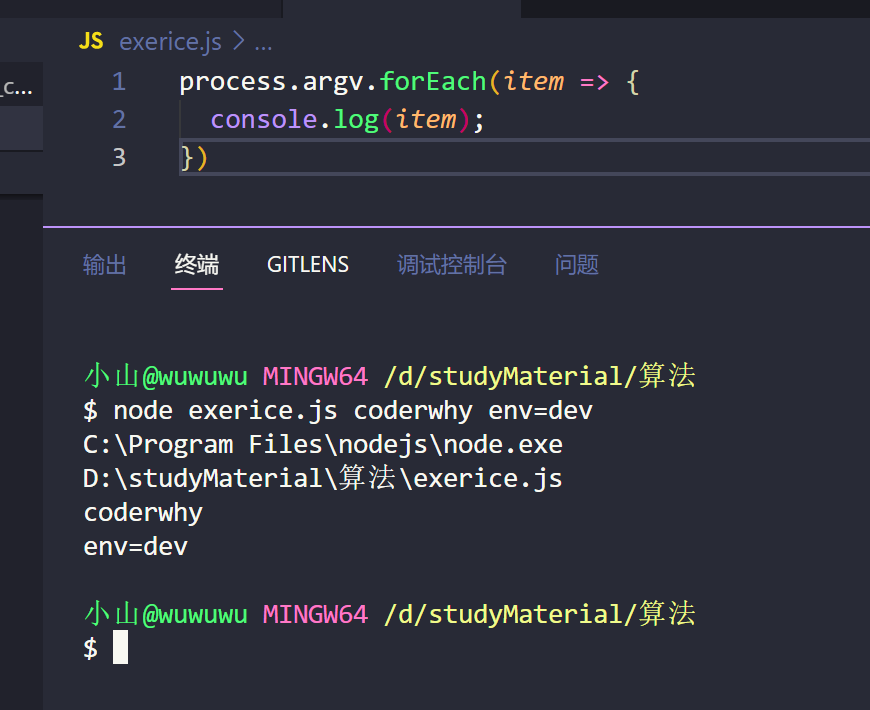 JS exerice.js > ...
_c...
1 process.argv.forEach(item => {
2 console.log(item);
3 })
输出 终端 GITLENS 调试控制台 问题
小山@wuwuwu MINGW64 /d/studyMaterial/算法
$ node exerice.js coderwhy env=dev
C:\Program Files\nodejs\node.exe
D:\studyMaterial\算法\exerice.js
coderwhy
env=dev
小山@wuwuwu MINGW64 /d/studyMaterial/算法
$